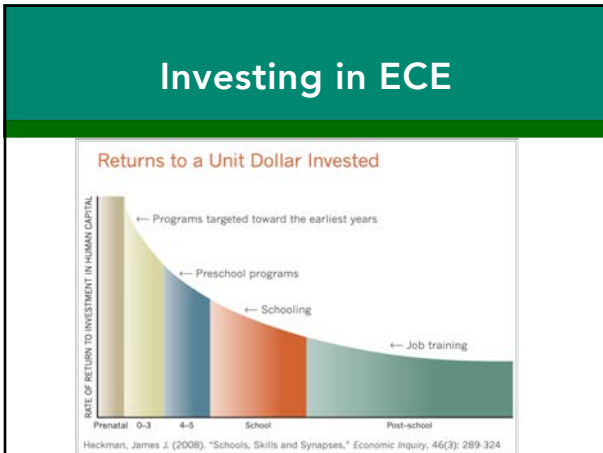 Investing in ECE
Returns to a Unit Dollar Invested
RATE OF RETURN TO INVESTMENT IN HUMAN CAPITAL
← Programs targeted toward the earliest years
← Preschool programs
← Schooling
← Job training
Prenatal 0–3 4–5 School Post-school
Heckman, James J. (2008). "Schools, Skills and Synapses," Economic Inquiry, 46(3): 289-324